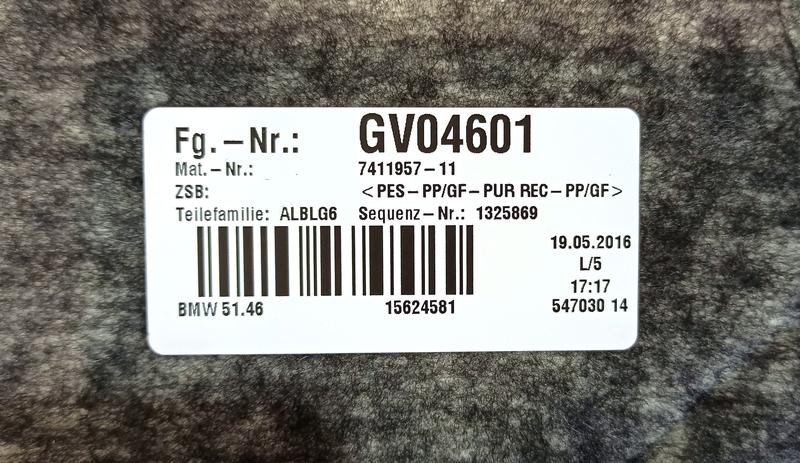 Fg.–Nr.: GV04601
Mat.–Nr.: 7411957–11
ZSB: <PES–PP/GF–PUR REC–PP/GF>
Teilefamilie: ALBLG6 Sequenz–Nr.: 1325869
19.05.2016
L/5
17:17
BMW 51.46 15624581 547030 14